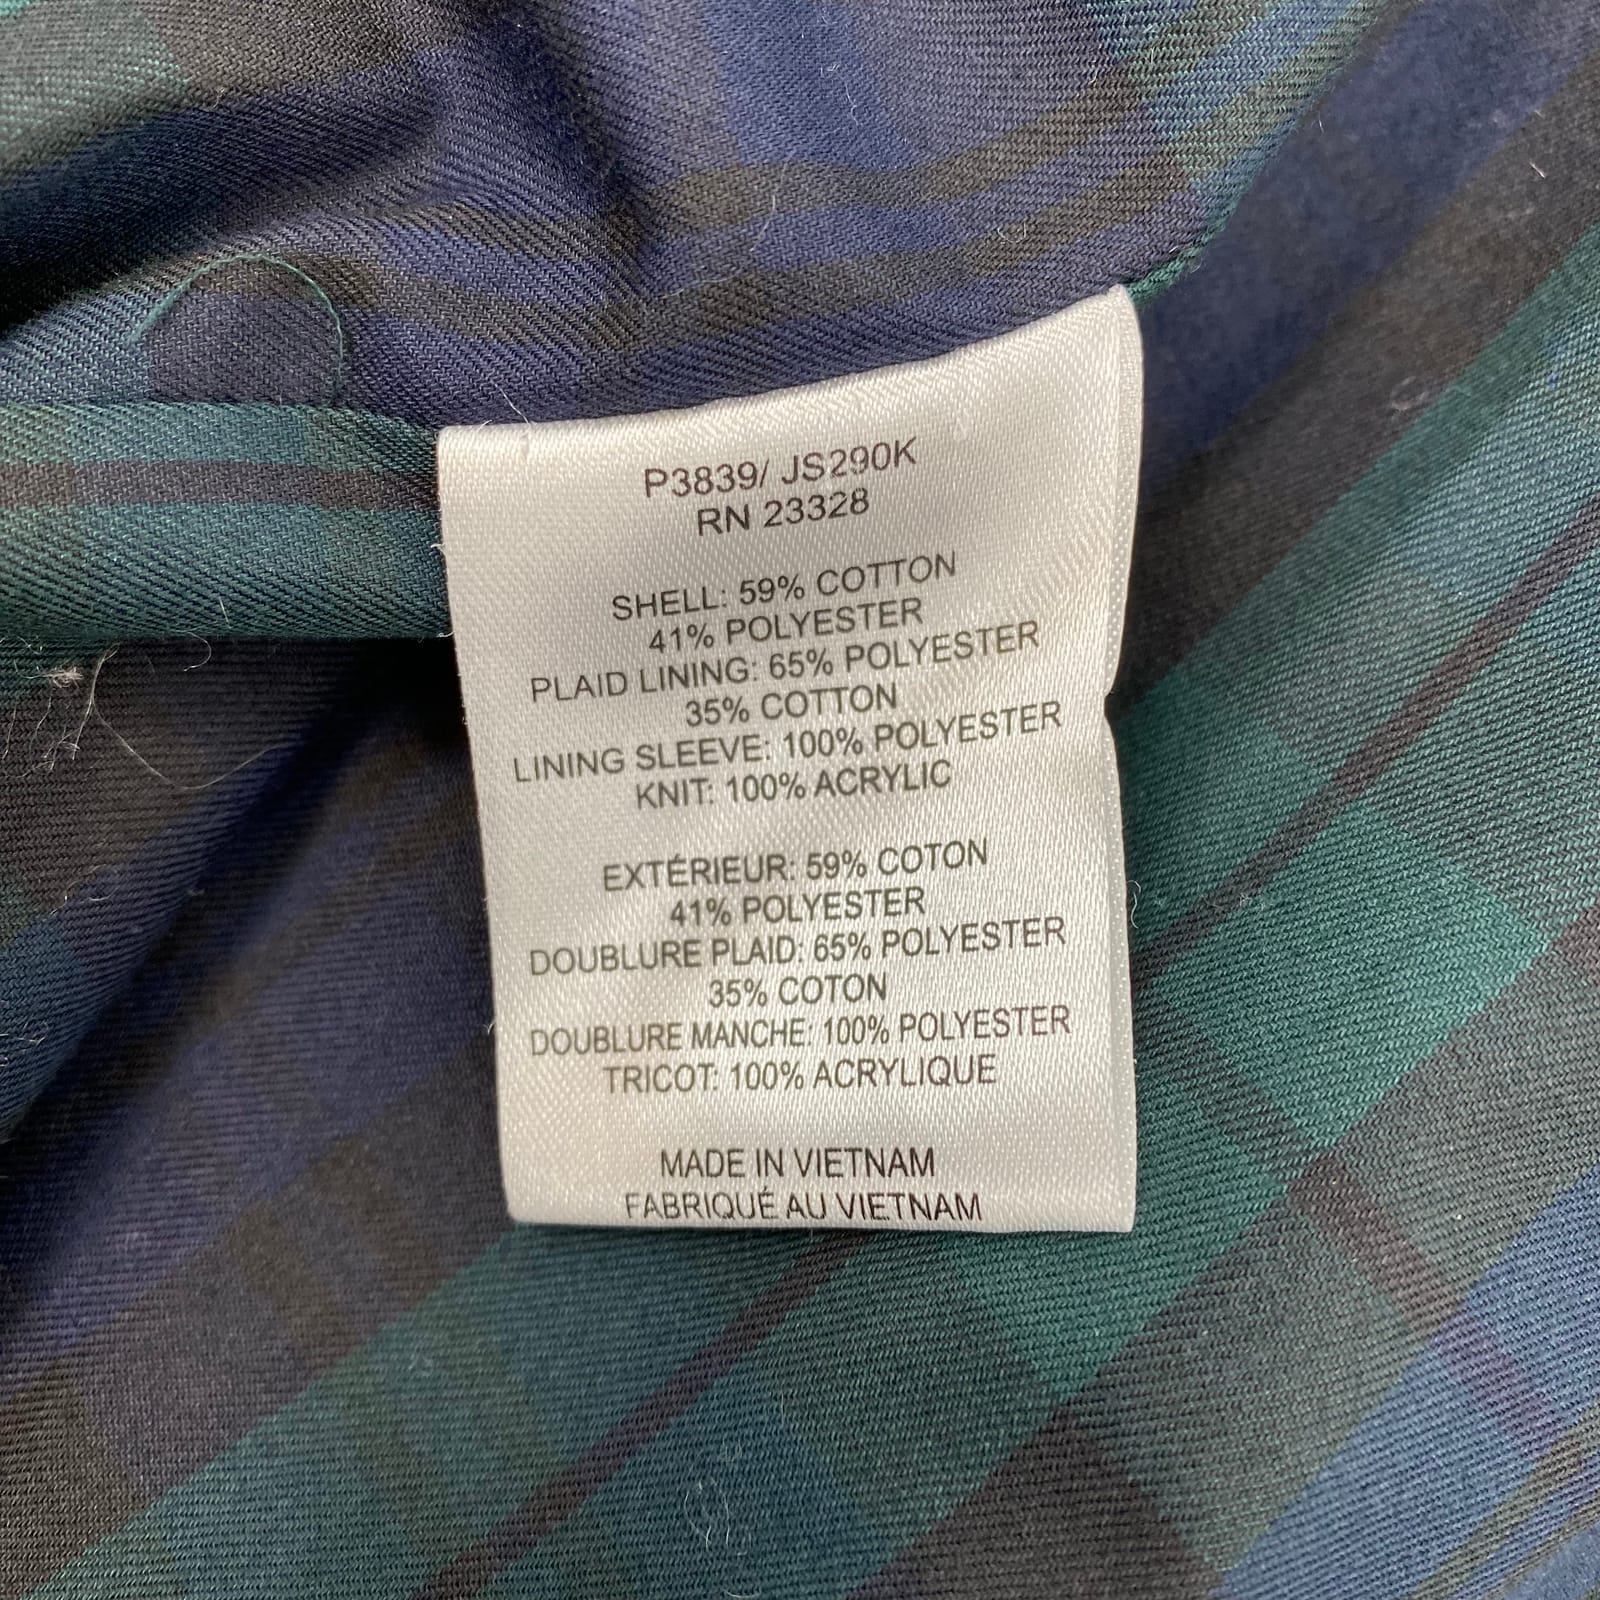 P3839/ JS290K
RN 23328
SHELL: 59% COTTON
41% POLYESTER
PLAID LINING: 65% POLYESTER
35% COTTON
LINING SLEEVE: 100% POLYESTER
KNIT: 100% ACRYLIC
EXTÉRIEUR: 59% COTON
41% POLYESTER
DOUBLURE PLAID: 65% POLYESTER
35% COTON
DOUBLURE MANCHE: 100% POLYESTER
TRICOT: 100% ACRYLIQUE
MADE IN VIETNAM
FABRIQUÉ AU VIETNAM